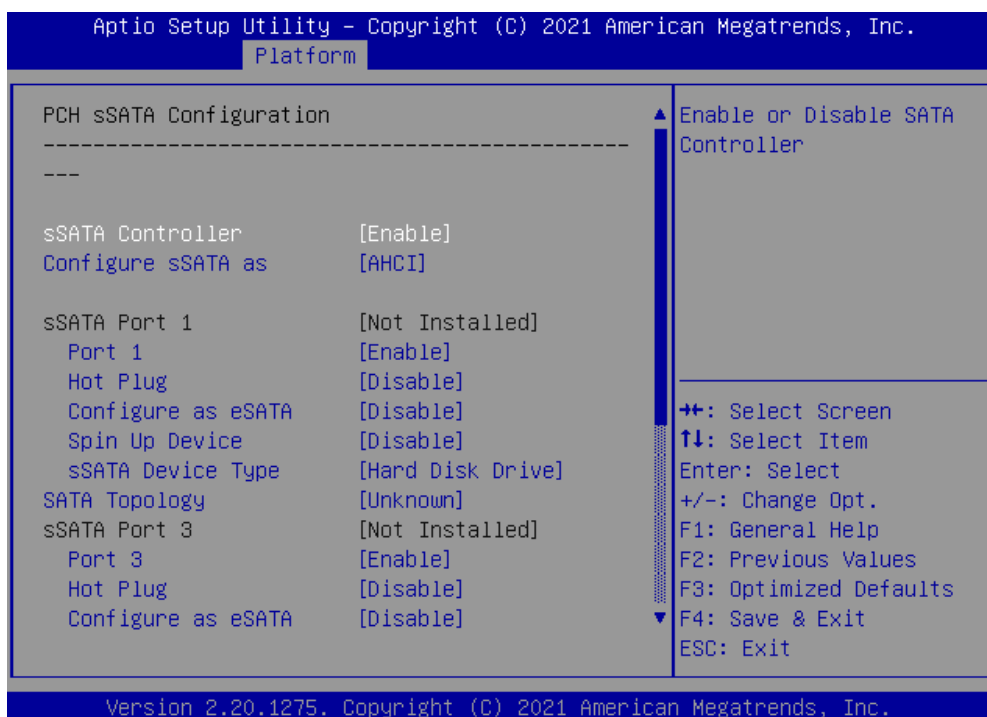 Aptio Setup Utility – Copyright (C) 2021 American Megatrends, Inc.
Platform
PCH sSATA Configuration
-----------------------------------------------
---
sSATA Controller [Enable]
Configure sSATA as [AHCI]
sSATA Port 1 [Not Installed]
Port 1 [Enable]
Hot Plug [Disable]
Configure as eSATA [Disable]
Spin Up Device [Disable]
sSATA Device Type [Hard Disk Drive]
SATA Topology [Unknown]
sSATA Port 3 [Not Installed]
Port 3 [Enable]
Hot Plug [Disable]
Configure as eSATA [Disable]
Enable or Disable SATA
Controller
→←: Select Screen
↑↓: Select Item
Enter: Select
+/-: Change Opt.
F1: General Help
F2: Previous Values
F3: Optimized Defaults
F4: Save & Exit
ESC: Exit
Version 2.20.1275. Copyright (C) 2021 American Megatrends, Inc.